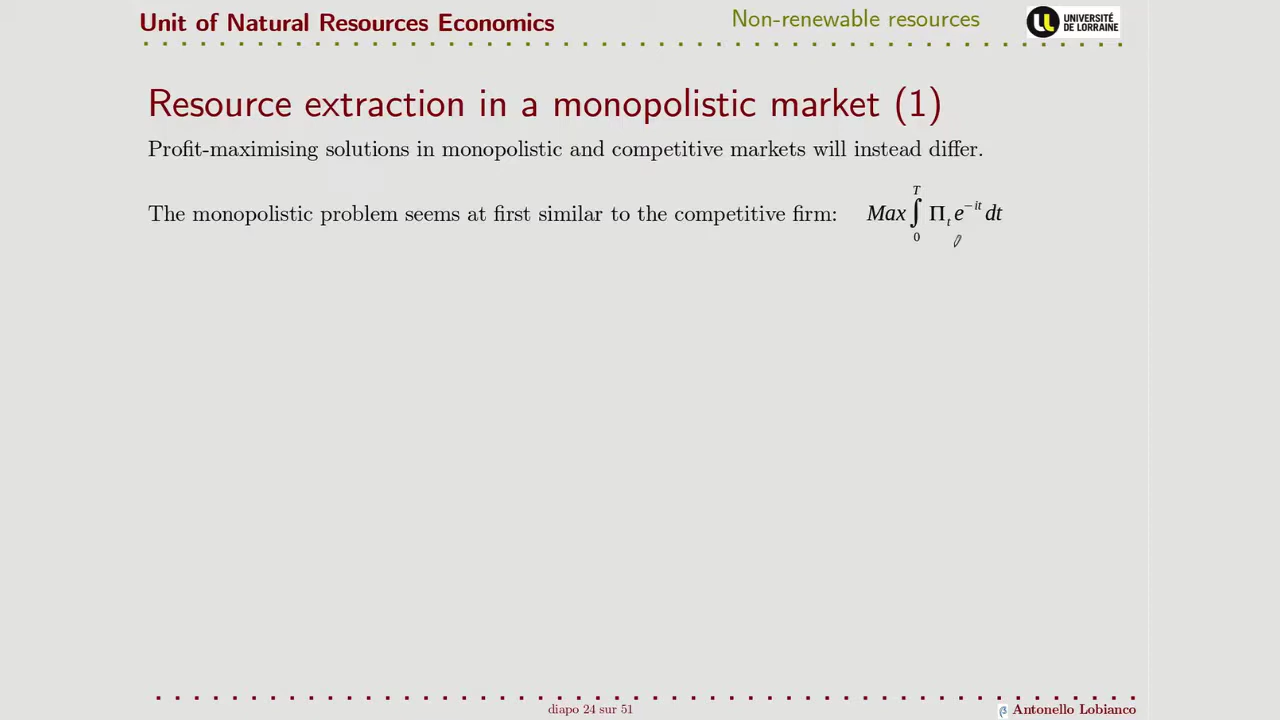 Unit of Natural Resources Economics
Non-renewable resources
UNIVERSITÉ
DE LORRAINE
Resource extraction in a monopolistic market (1)
Profit-maximising solutions in monopolistic and competitive markets will instead differ.
The monopolistic problem seems at first similar to the competitive firm: Max ∫₀ᵀ Πₜ e^{−it} dt
diapo 24 sur 51
β Antonello Lobianco